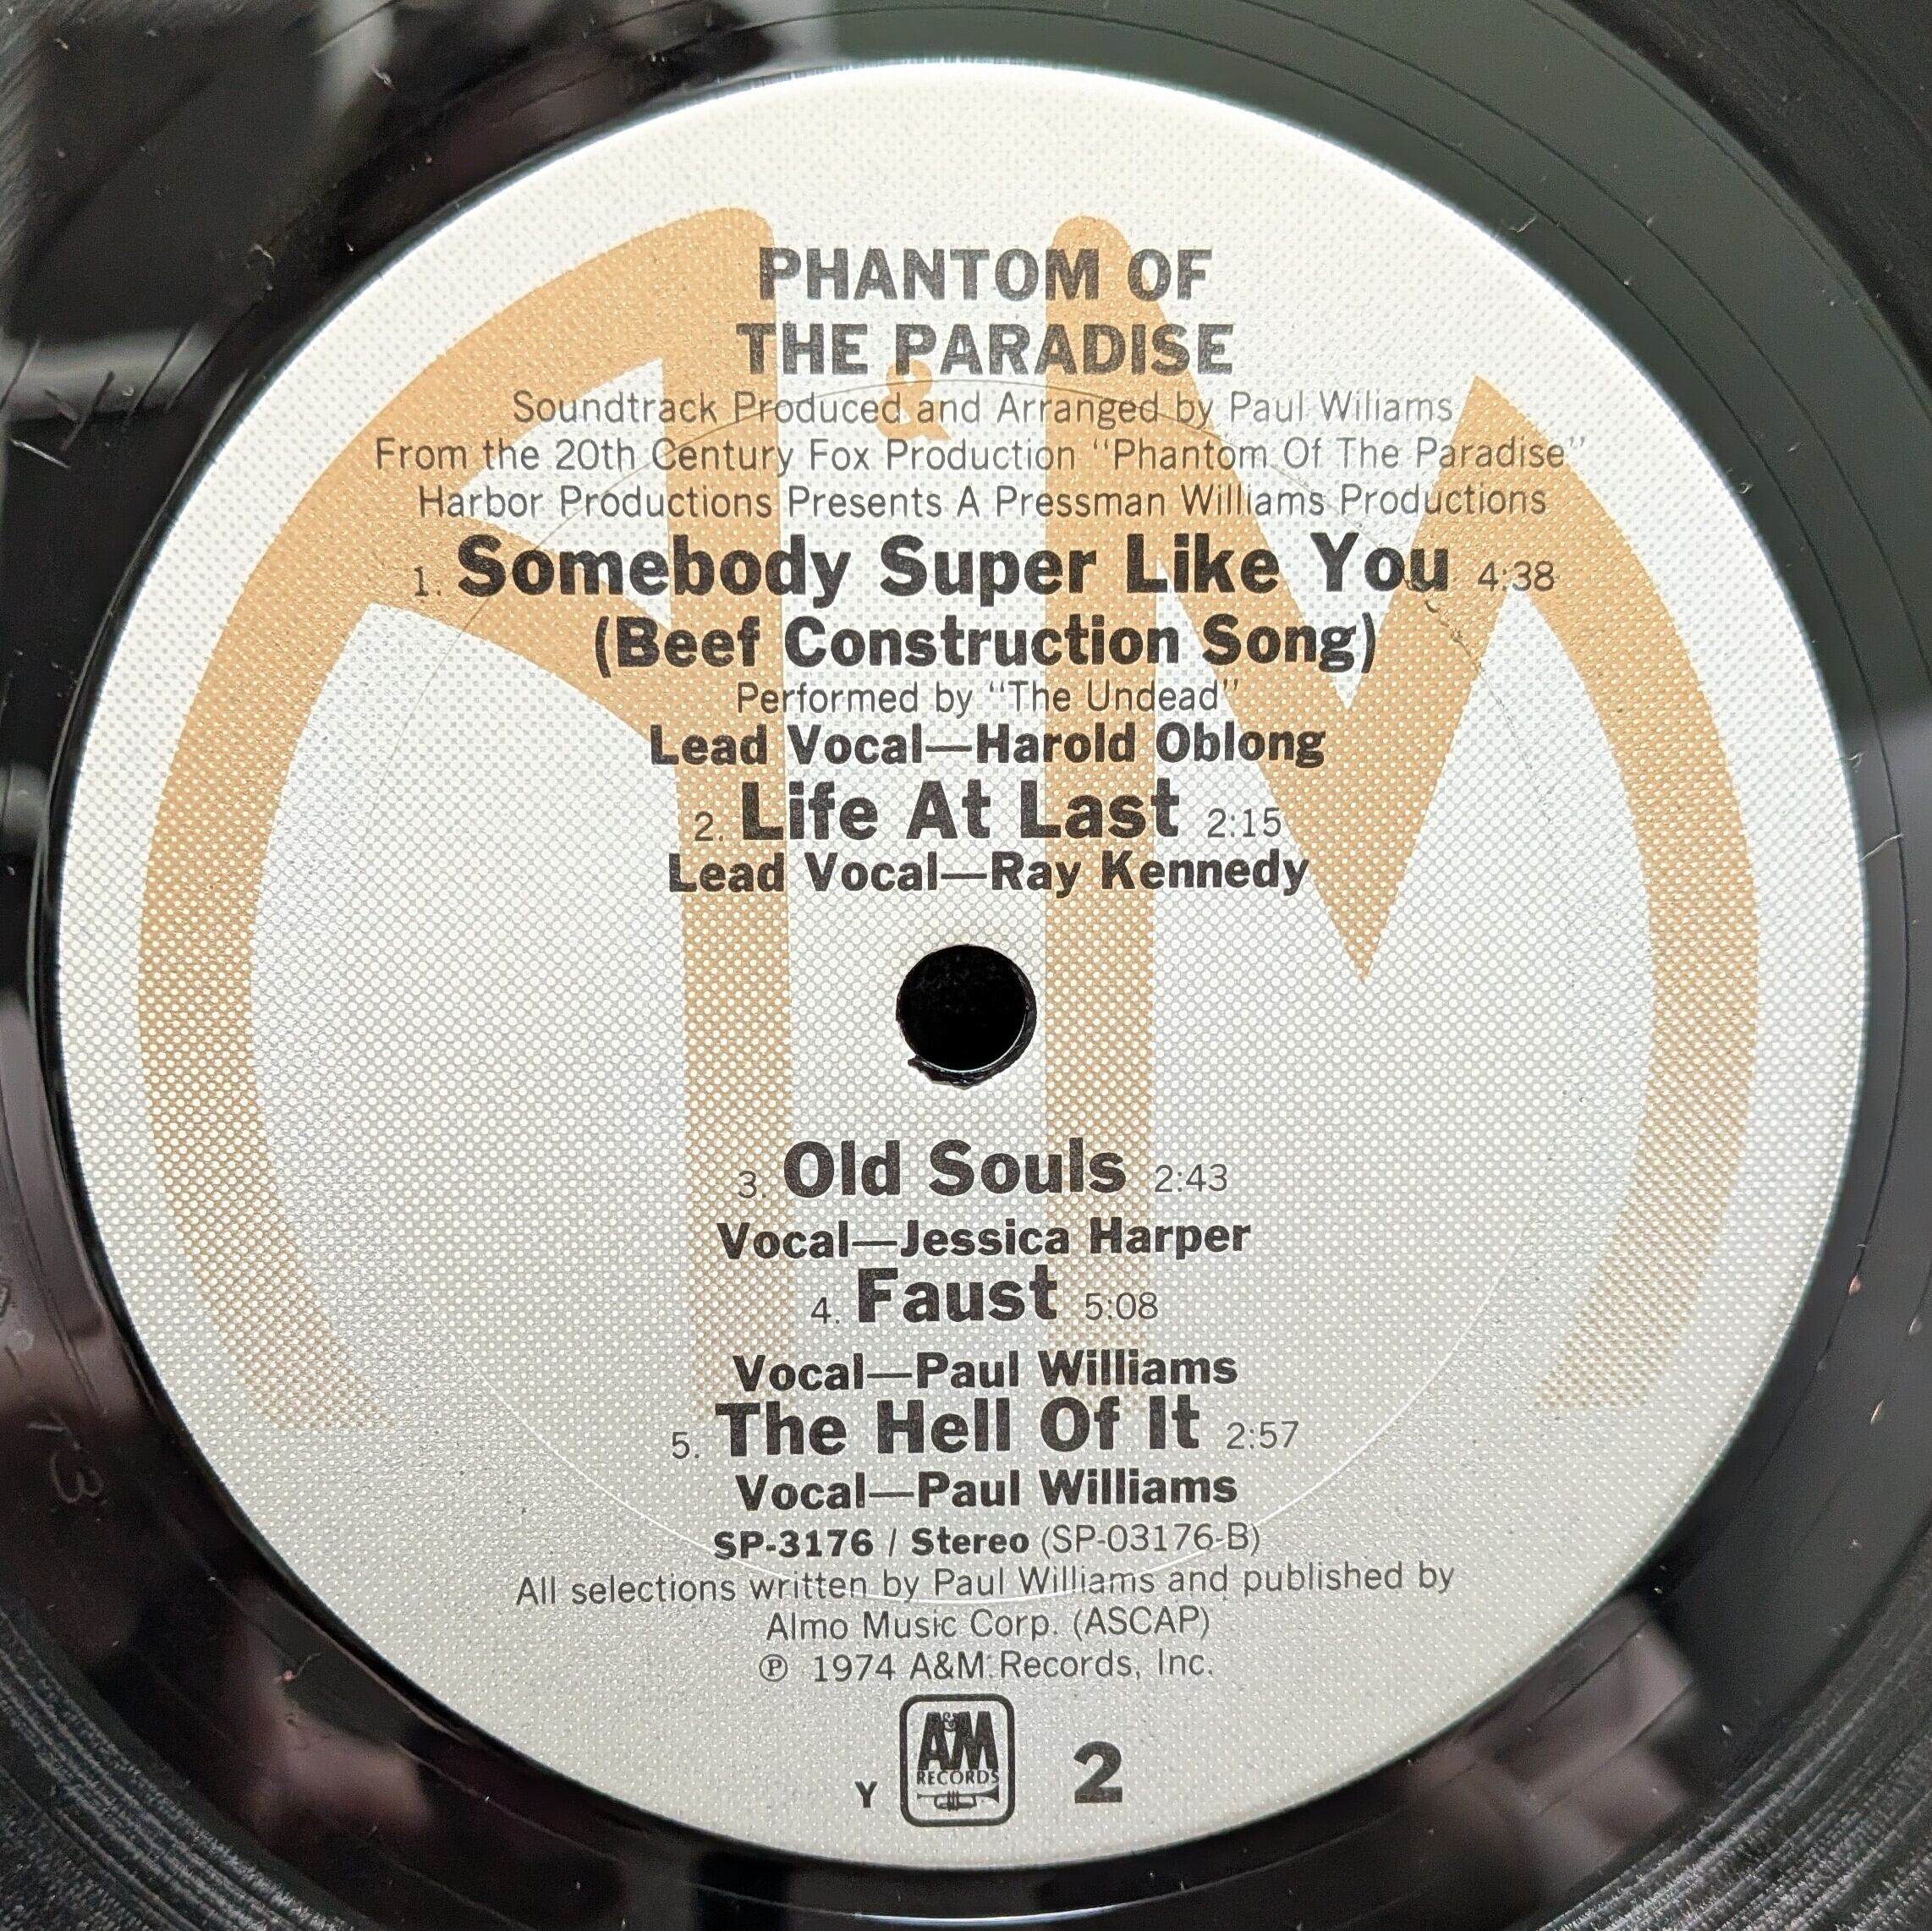 PHANTOM OF
THE PARADISE
&
Soundtrack Produced and Arranged by Paul Wiliams
From the 20th Century Fox Production "Phantom Of The Paradise"
Harbor Productions Presents A Pressman Williams Productions
1. Somebody Super Like You 4:38
(Beef Construction Song)
Performed by "The Undead"
Lead Vocal—Harold Oblong
2. Life At Last 2:15
Lead Vocal—Ray Kennedy
3. Old Souls 2:43
Vocal—Jessica Harper
4. Faust 5:08
Vocal—Paul Williams
5. The Hell Of It 2:57
Vocal—Paul Williams
SP-3176 / Stereo (SP-03176-B)
All selections written by Paul Williams and published by
Almo Music Corp. (ASCAP)
Ⓟ 1974 A&M Records, Inc.
A&M
RECORDS
Y 2